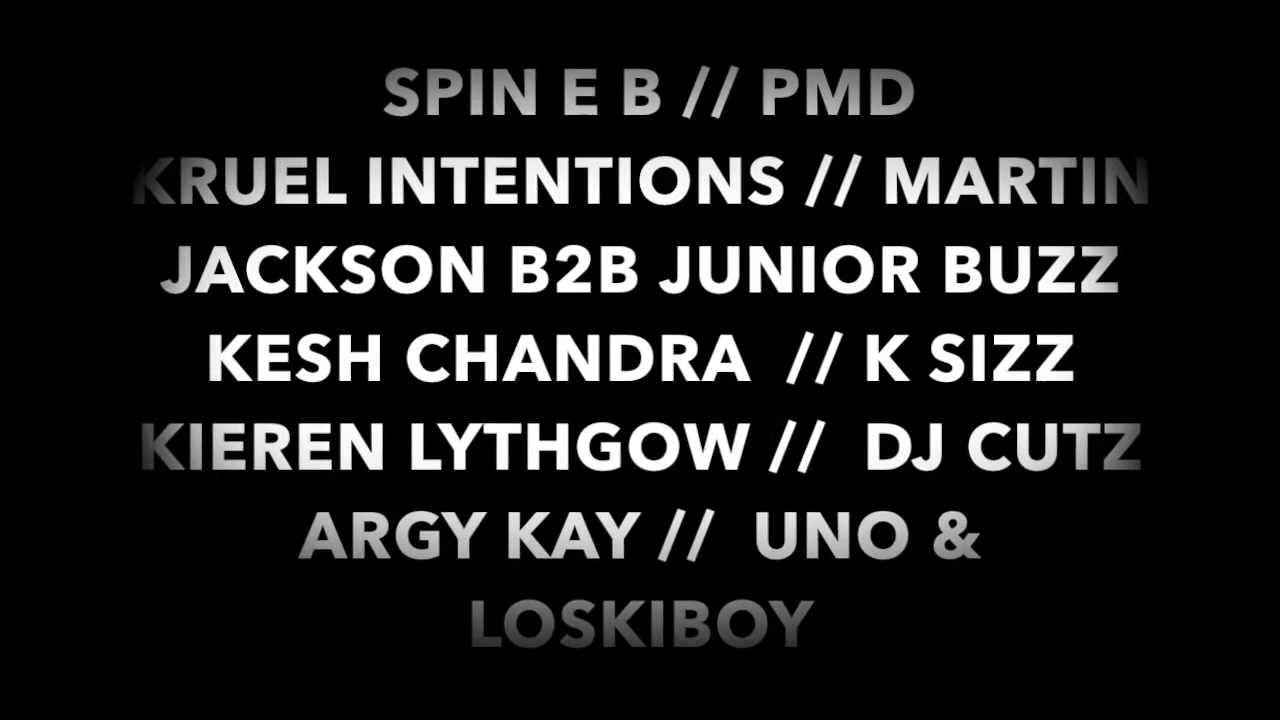 SPIN E B // PMD
KRUEL INTENTIONS // MARTIN
JACKSON B2B JUNIOR BUZZ
KESH CHANDRA // K SIZZ
KIEREN LYTHGOW // DJ CUTZ
ARGY KAY // UNO &
LOSKIBOY